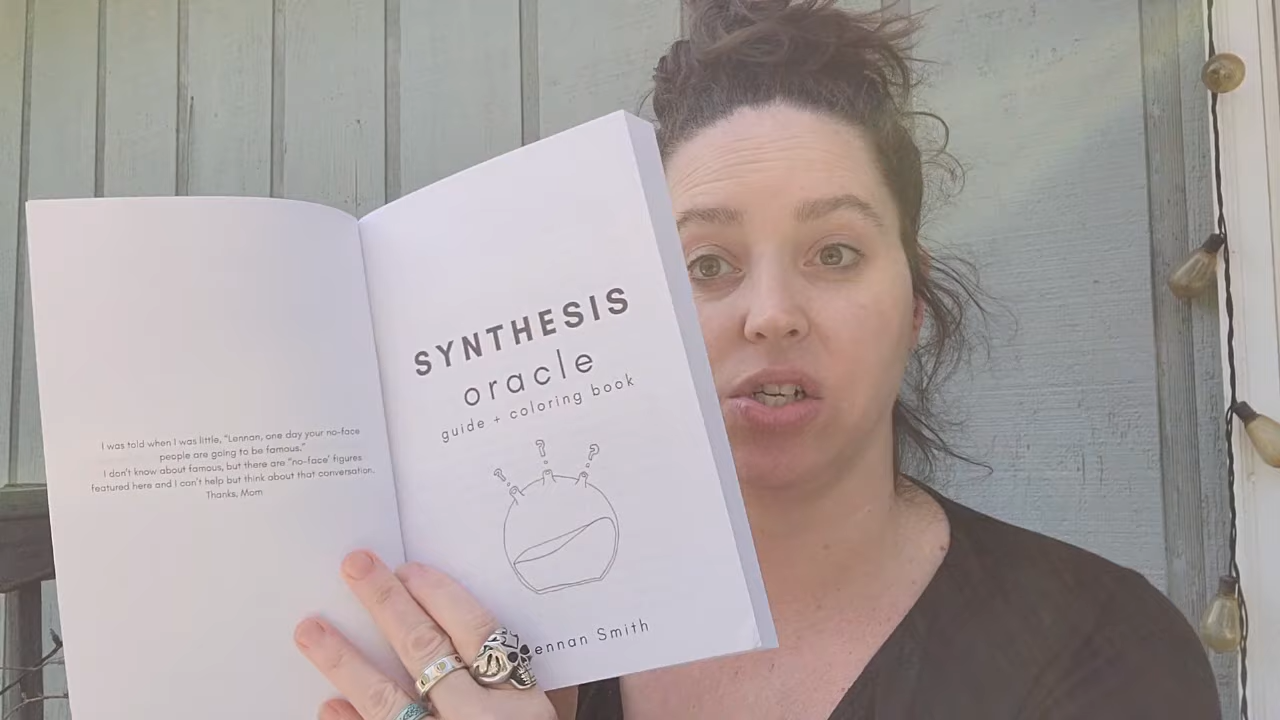 I was told when I was little, "Lennan, one day your no-face
people are going to be famous."
I don't know about famous, but there are "no-face' figures
featured here and I can't help but think about that conversation.
Thanks, Mom
SYNTHESIS
oracle
guide + coloring book
? ? ?
ennan Smith